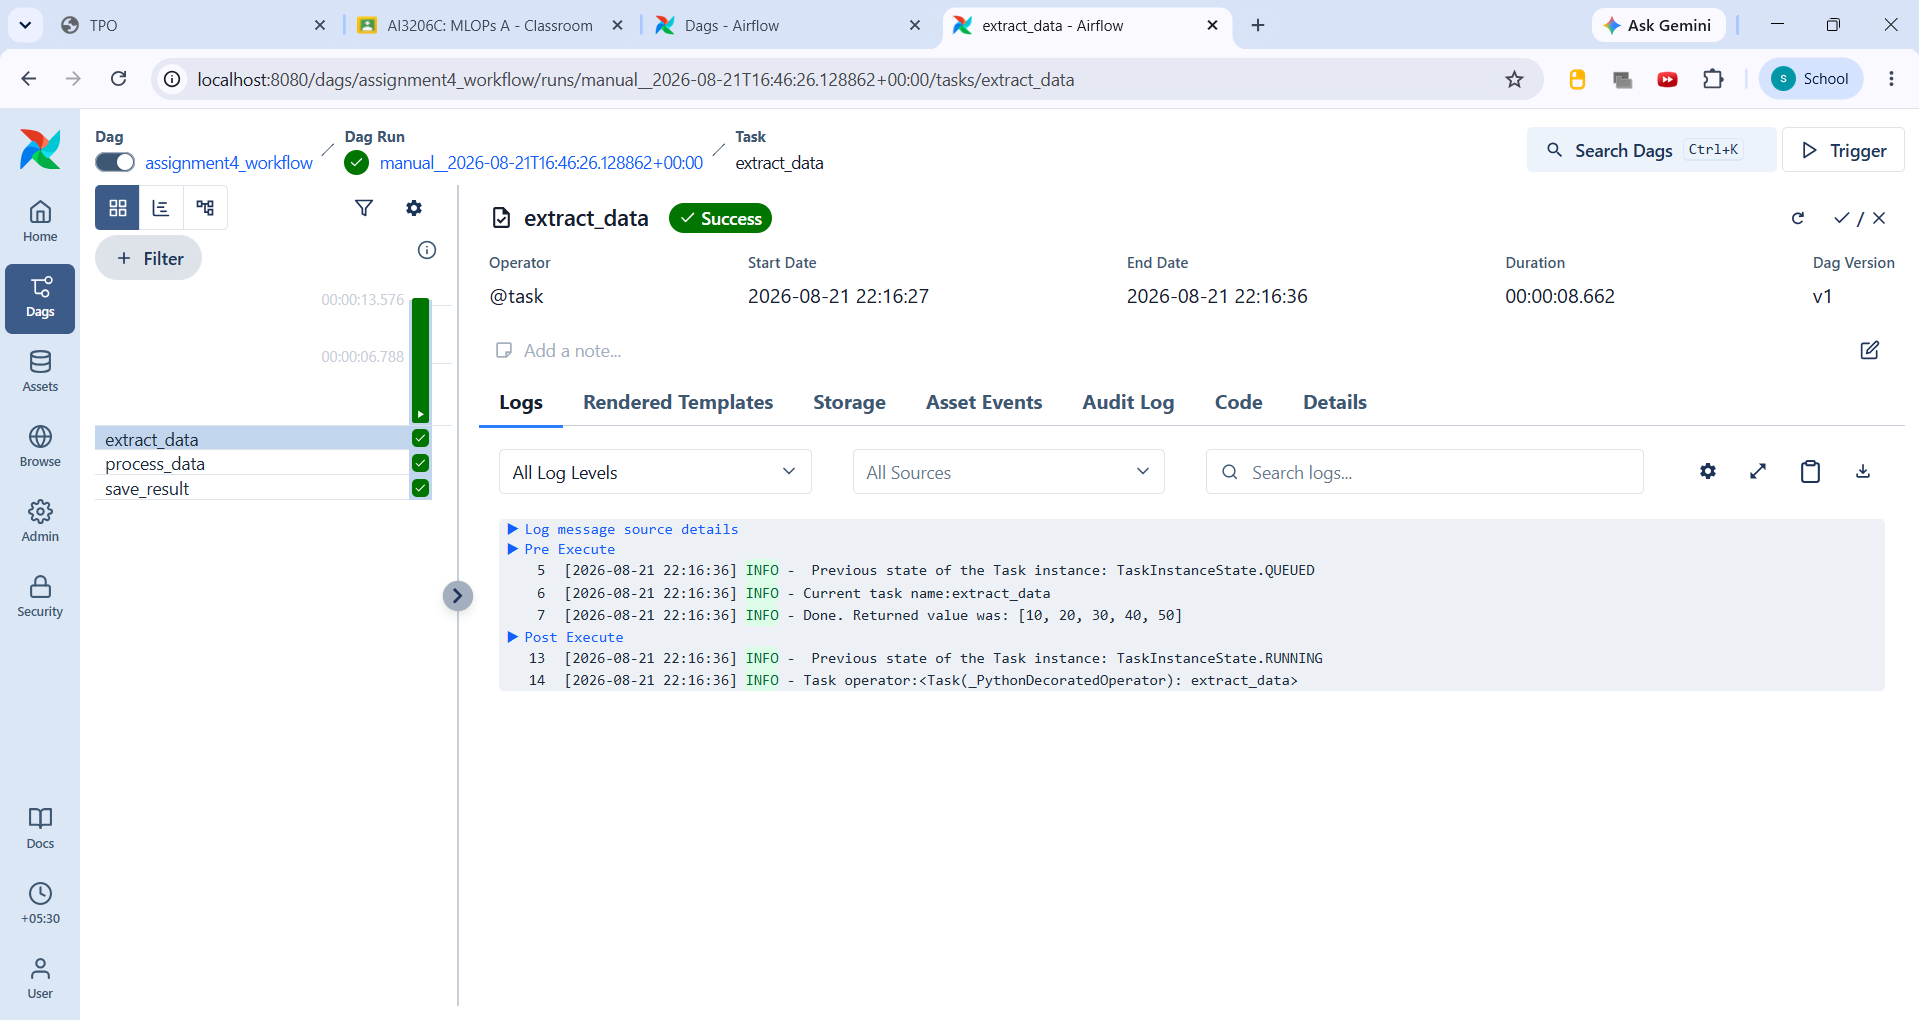 TPO
AI3206C: MLOPs A - Classroom
Dags - Airflow
extract_data - Airflow
Ask Gemini
localhost:8080/dags/assignment4_workflow/runs/manual__2026-08-21T16:46:26.128862+00:00/tasks/extract_data
S School
Dag
assignment4_workflow
Dag Run
manual__2026-08-21T16:46:26.128862+00:00
Task
extract_data
Search Dags Ctrl+K
Trigger
Home
Dags
Assets
Browse
Admin
Security
Docs
+05:30
User
+ Filter
00:00:13.576
00:00:06.788
extract_data
process_data
save_result
extract_data Success
/
Operator Start Date End Date Duration Dag Version
@task 2026-08-21 22:16:27 2026-08-21 22:16:36 00:00:08.662 v1
Add a note...
Logs Rendered Templates Storage Asset Events Audit Log Code Details
All Log Levels All Sources Search logs...
Log message source details
Pre Execute
5 [2026-08-21 22:16:36] INFO - Previous state of the Task instance: TaskInstanceState.QUEUED
6 [2026-08-21 22:16:36] INFO - Current task name:extract_data
7 [2026-08-21 22:16:36] INFO - Done. Returned value was: [10, 20, 30, 40, 50]
Post Execute
13 [2026-08-21 22:16:36] INFO - Previous state of the Task instance: TaskInstanceState.RUNNING
14 [2026-08-21 22:16:36] INFO - Task operator:<Task(_PythonDecoratedOperator): extract_data>